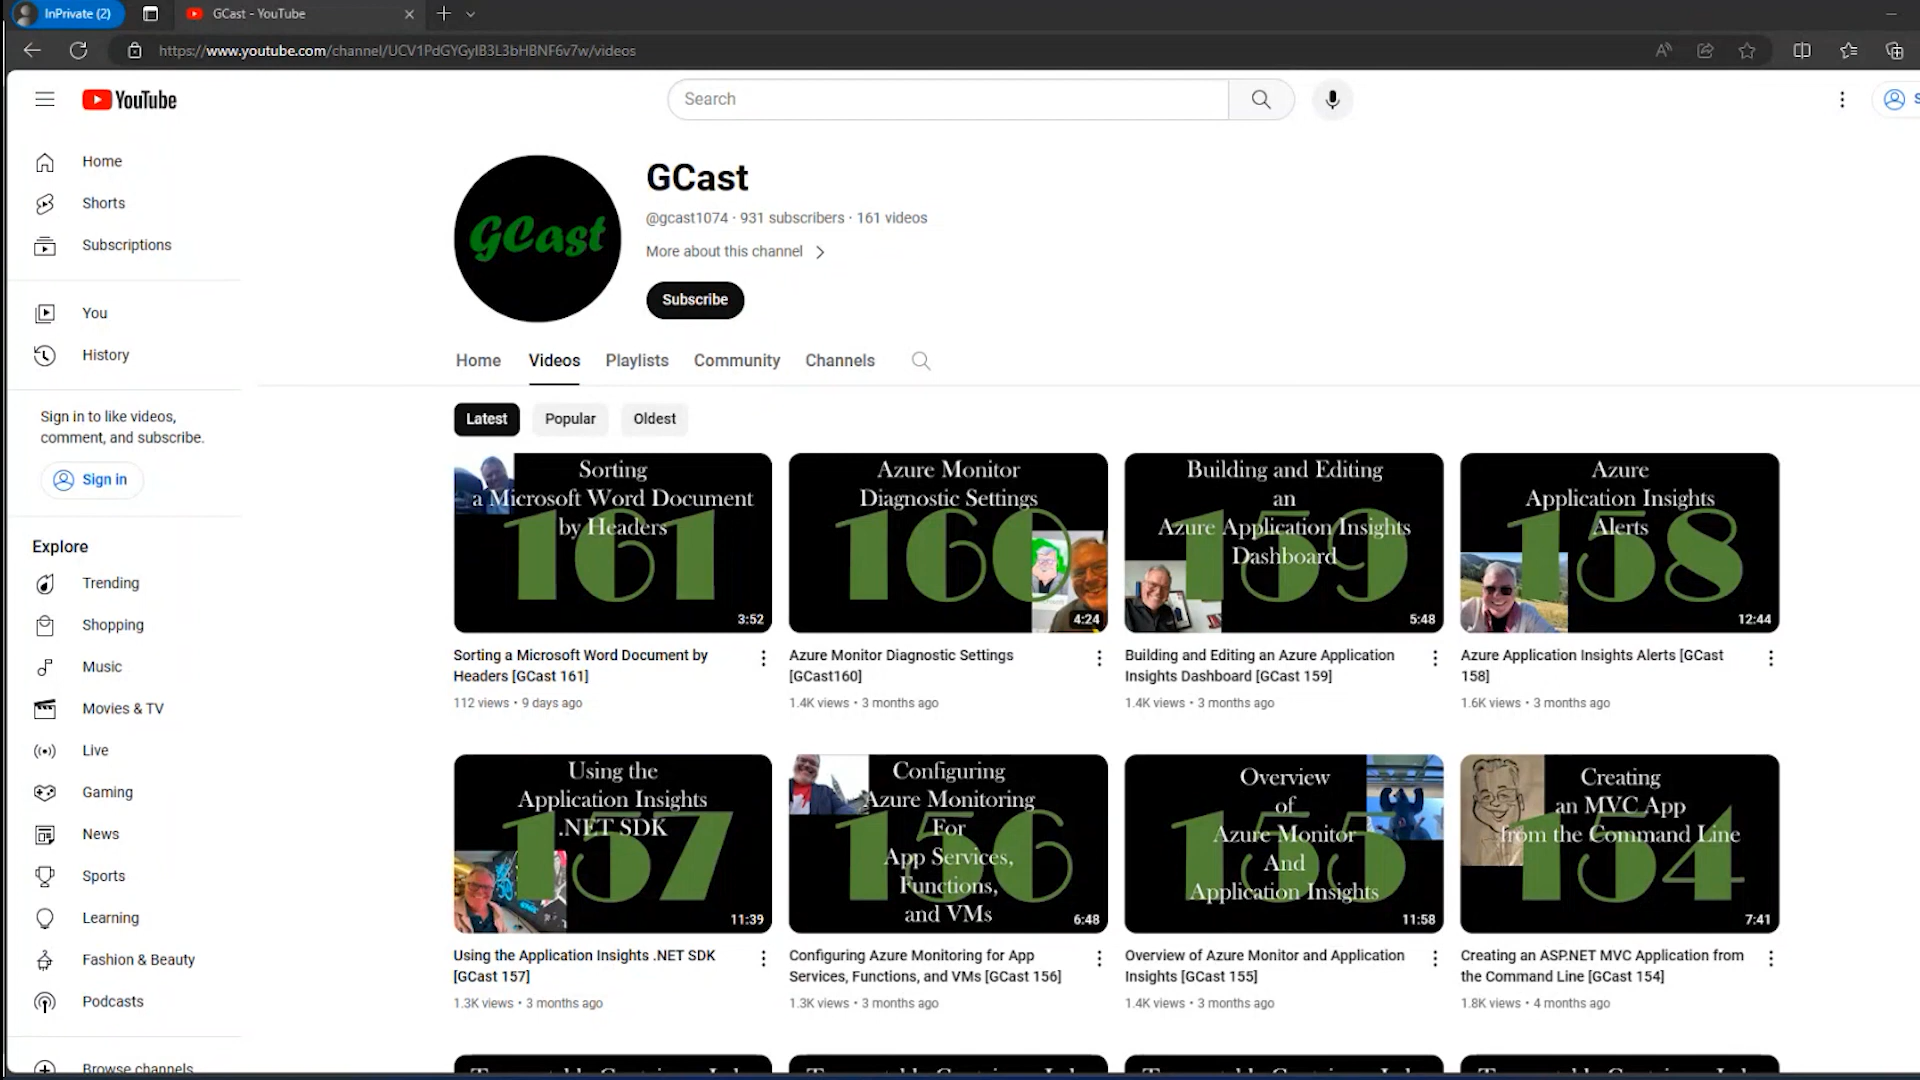 InPrivate (2)
GCast - YouTube
https://www.youtube.com/channel/UCV1PdGYGyIB3L3bHBNF6v7w/videos
YouTube
Search
Home
Shorts
Subscriptions
You
History
Sign in to like videos,
comment, and subscribe.
Sign in
Explore
Trending
Shopping
Music
Movies & TV
Live
Gaming
News
Sports
Learning
Fashion & Beauty
Podcasts
Browse channels
GCast
GCast
@gcast1074 · 931 subscribers · 161 videos
More about this channel
Subscribe
Home
Videos
Playlists
Community
Channels
Latest
Popular
Oldest
Sorting
a Microsoft Word Document
by Headers
161
3:52
Sorting a Microsoft Word Document by
Headers [GCast 161]
112 views • 9 days ago
Azure Monitor
Diagnostic Settings
160
4:24
Azure Monitor Diagnostic Settings
[GCast160]
1.4K views • 3 months ago
Building and Editing
an
Azure Application Insights
Dashboard
159
5:48
Building and Editing an Azure Application
Insights Dashboard [GCast 159]
1.4K views • 3 months ago
Azure
Application Insights
Alerts
158
12:44
Azure Application Insights Alerts [GCast
158]
1.6K views • 3 months ago
Using the
Application Insights
.NET SDK
157
11:39
Using the Application Insights .NET SDK
[GCast 157]
1.3K views • 3 months ago
Configuring
Azure Monitoring
For
App Services,
Functions,
and VMs
156
6:48
Configuring Azure Monitoring for App
Services, Functions, and VMs [GCast 156]
1.3K views • 3 months ago
Overview
of
Azure Monitor
And
Application Insights
155
11:58
Overview of Azure Monitor and Application
Insights [GCast 155]
1.4K views • 3 months ago
Creating
an MVC App
from the Command Line
154
7:41
Creating an ASP.NET MVC Application from
the Command Line [GCast 154]
1.8K views • 4 months ago